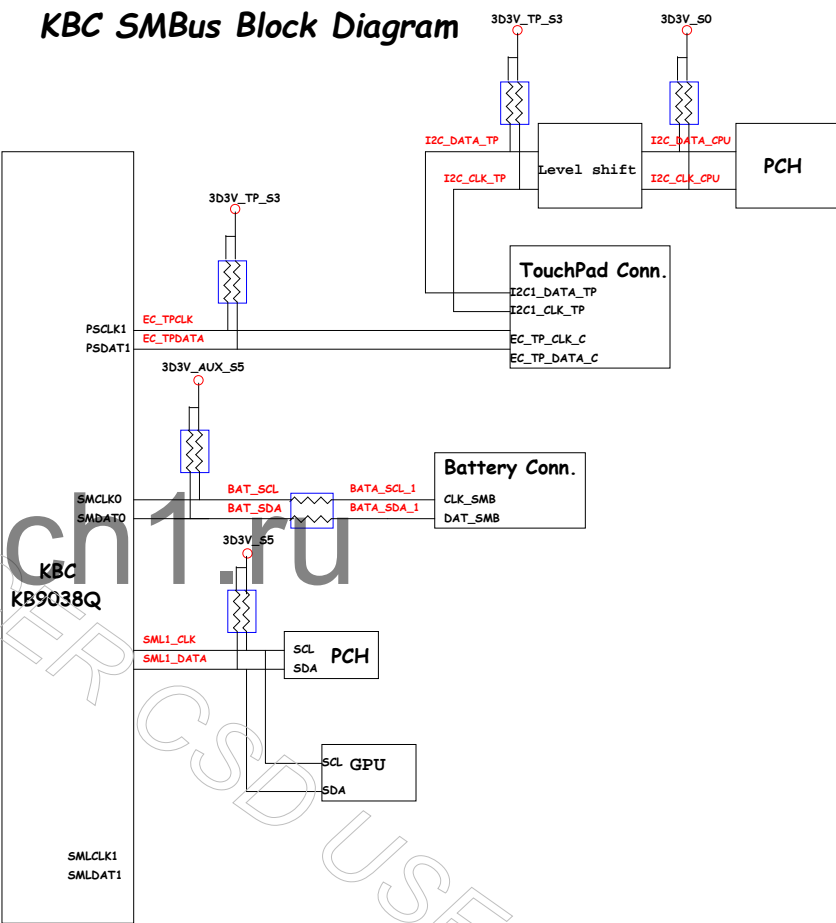 KBC SMBus Block Diagram
3D3V_TP_S3
3D3V_S0
I2C_DATA_TP
I2C_DATA_CPU
Level shift
PCH
I2C_CLK_TP
I2C_CLK_CPU
3D3V_TP_S3
TouchPad Conn.
I2C1_DATA_TP
I2C1_CLK_TP
EC_TPCLK
PSCLK1
EC_TP_CLK_C
EC_TPDATA
PSDAT1
EC_TP_DATA_C
3D3V_AUX_S5
Battery Conn.
BAT_SCL
BATA_SCL_1
SMCLK0
CLK_SMB
BAT_SDA
BATA_SDA_1
SMDAT0
DAT_SMB
ch1.ru
3D3V_S5
KBC
KB9038Q
SML1_CLK
SCL
PCH
SML1_DATA
SDA
SCL
GPU
SDA
SMLCLK1
SMLDAT1
CSD USE